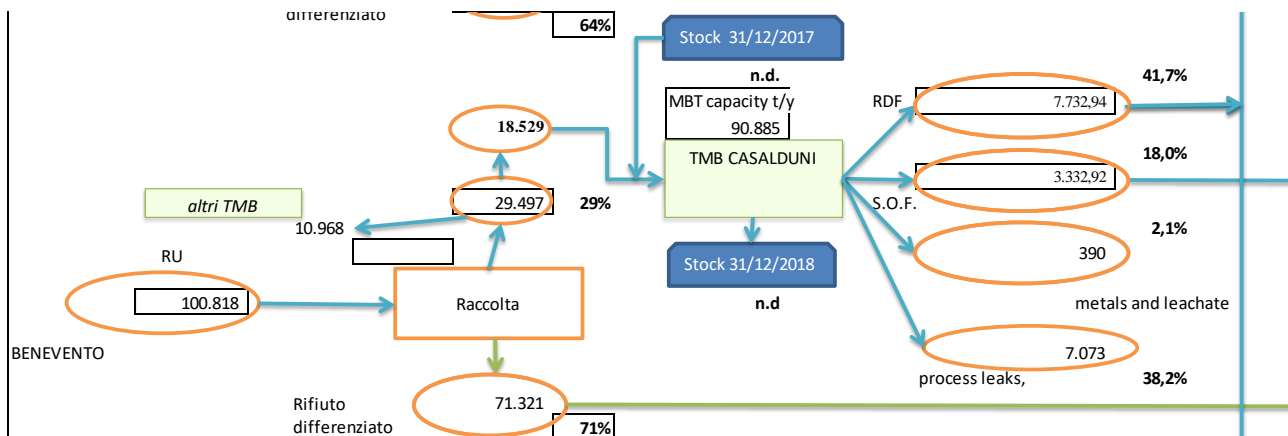 differenziato
64%
Stock 31/12/2017
n.d.
41,7%
MBT capacity t/y
90.885
RDF
7.732,94
18.529
TMB CASALDUNI
18,0%
3.332,92
altri TMB
29.497
29%
S.O.F.
10.968
2,1%
RU
390
Stock 31/12/2018
100.818
Raccolta
n.d
metals and leachate
BENEVENTO
7.073
process leaks,
38,2%
71.321
Rifiuto
differenziato
71%